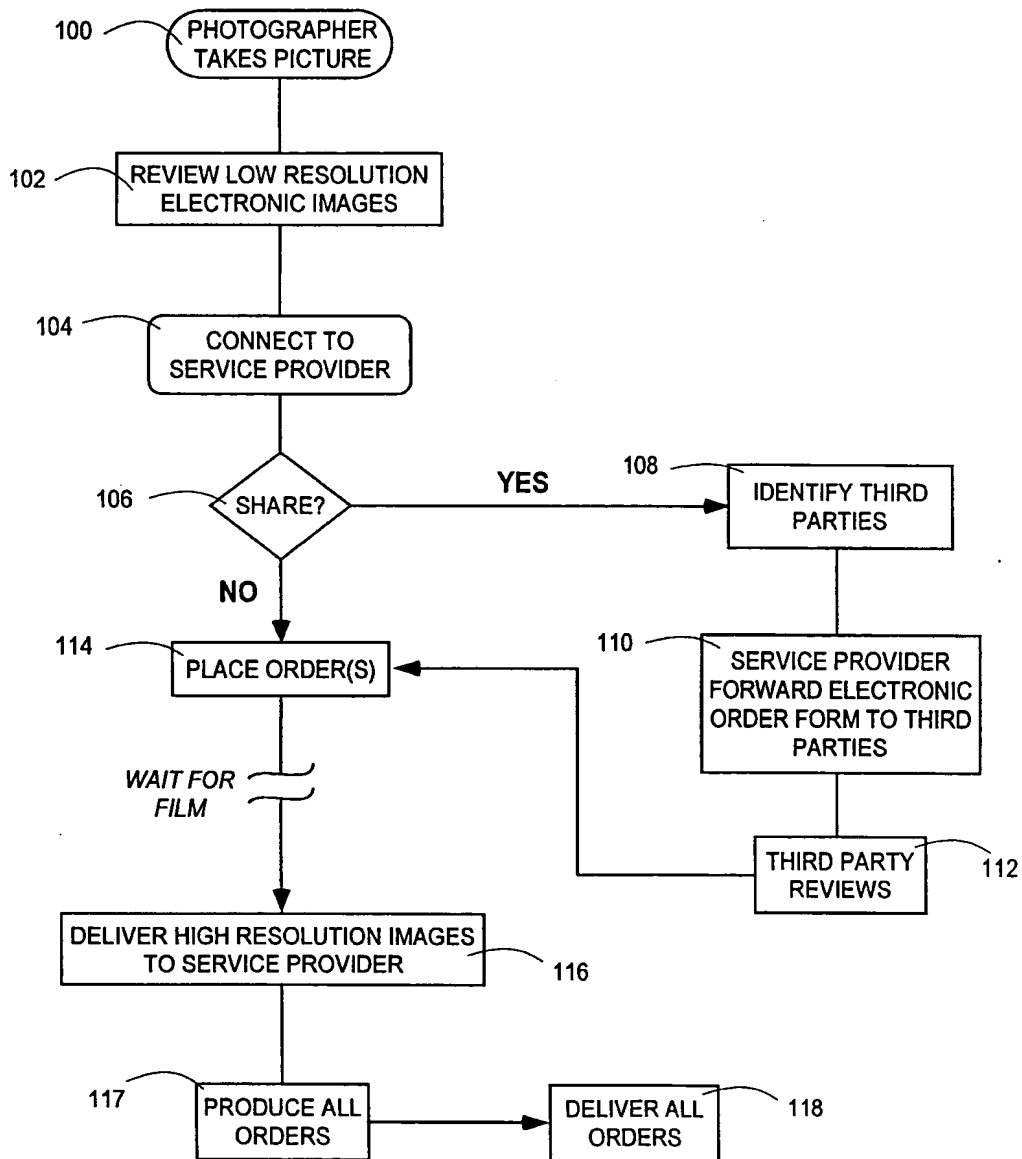 100
PHOTOGRAPHER
TAKES PICTURE
102
REVIEW LOW RESOLUTION
ELECTRONIC IMAGES
104
CONNECT TO
SERVICE PROVIDER
106
SHARE?
YES
108
IDENTIFY THIRD
PARTIES
NO
110
SERVICE PROVIDER
FORWARD ELECTRONIC
ORDER FORM TO THIRD
PARTIES
114
PLACE ORDER(S)
WAIT FOR
FILM
THIRD PARTY
REVIEWS
112
DELIVER HIGH RESOLUTION IMAGES
TO SERVICE PROVIDER
116
117
PRODUCE ALL
ORDERS
DELIVER ALL
ORDERS
118